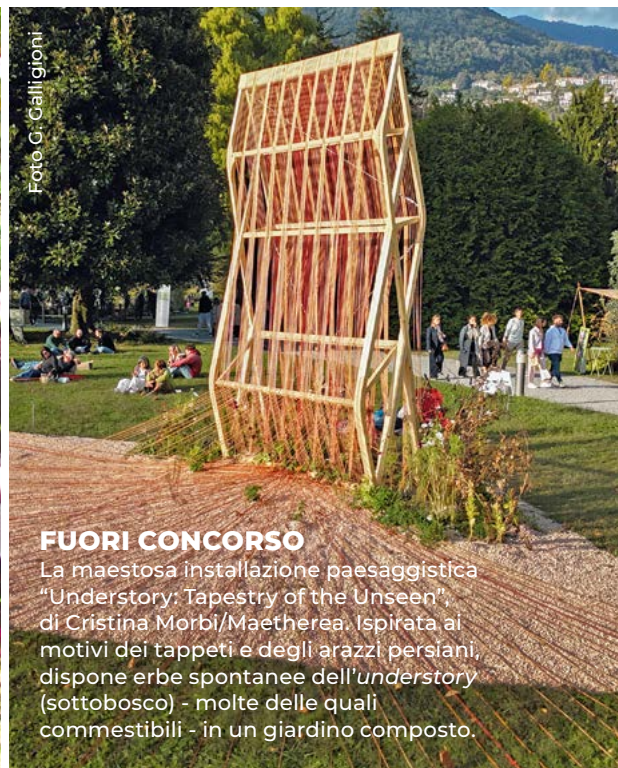 Foto G. Galligioni
FUORI CONCORSO
La maestosa installazione paesaggistica
“Understory: Tapestry of the Unseen”,
di Cristina Morbi/Maetherea. Ispirata ai
motivi dei tappeti e degli arazzi persiani,
dispone erbe spontanee dell’understory
(sottobosco) - molte delle quali
commestibili - in un giardino composto.